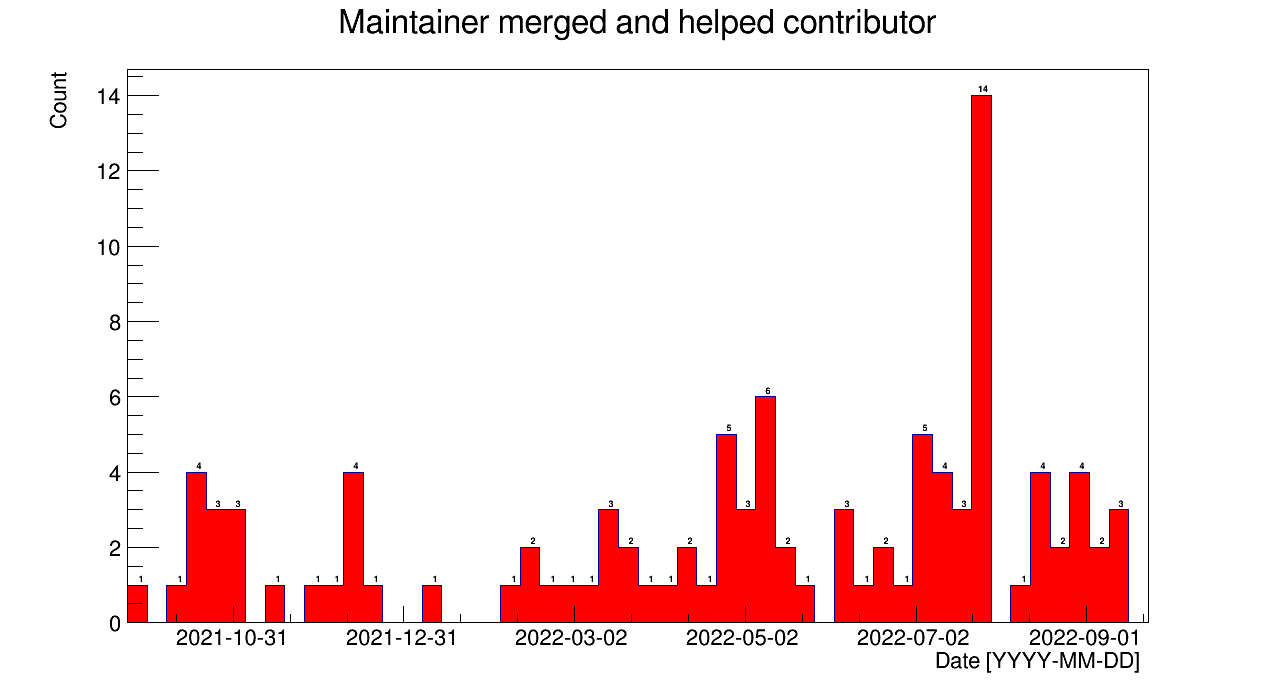 Maintainer merged and helped contributor
Count
14
12
10
8
6
4
2
0
1 1 4 3 3 1 1 1 4 1 1 1 2 1 1 1 3 2 1 1 2 1 5 3 6 2 1 3 1 2 1 5 4 3 14 1 4 2 4 2 3
2021-10-31 2021-12-31 2022-03-02 2022-05-02 2022-07-02 2022-09-01
Date [YYYY-MM-DD]